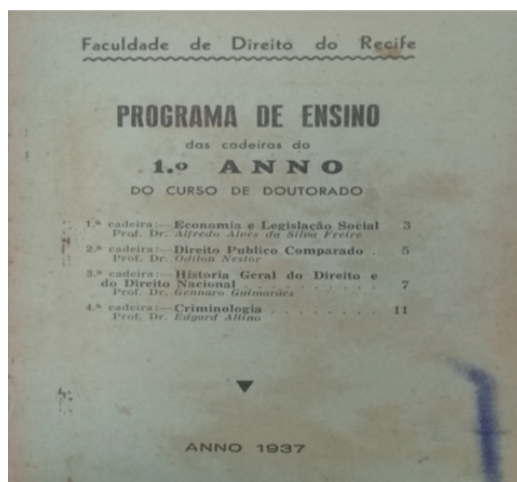 Faculdade de Direito do Recife
PROGRAMA DE ENSINO
das cadeiras do
1.º ANNO
DO CURSO DE DOUTORADO
1.ª cadeira:—Economia e Legislação Social 3
Prof. Dr. Alfredo Alves da Silva Freire
2.ª cadeira:—Direito Publico Comparado . 5
Prof. Dr. Odilon Nestor
3.ª cadeira:—Historia Geral do Direito e
do Direito Nacional . . . . . . . . . . 7
Prof. Dr. Gennaro Guimarães
4.ª cadeira:—Criminologia . . . . . . . . 11
Prof. Dr. Edgard Altino
ANNO 1937